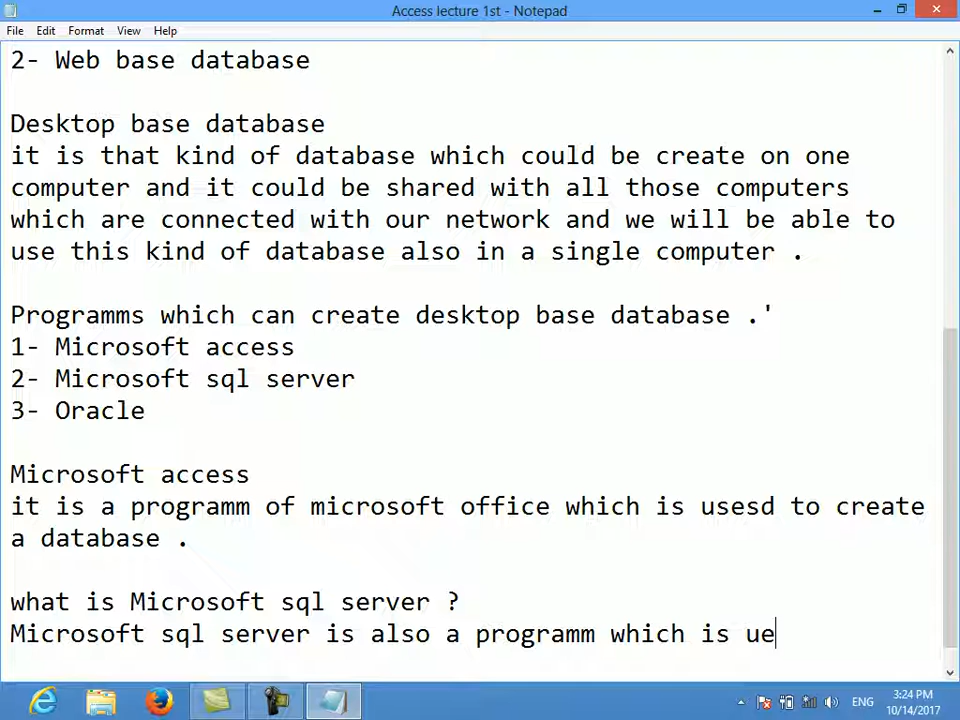 Access lecture 1st - Notepad
File Edit Format View Help
2- Web base database
Desktop base database
it is that kind of database which could be create on one
computer and it could be shared with all those computers
which are connected with our network and we will be able to
use this kind of database also in a single computer .
Programms which can create desktop base database .'
1- Microsoft access
2- Microsoft sql server
3- Oracle
Microsoft access
it is a programm of microsoft office which is usesd to create
a database .
what is Microsoft sql server ?
Microsoft sql server is also a programm which is ue
ENG
3:24 PM
10/14/2017